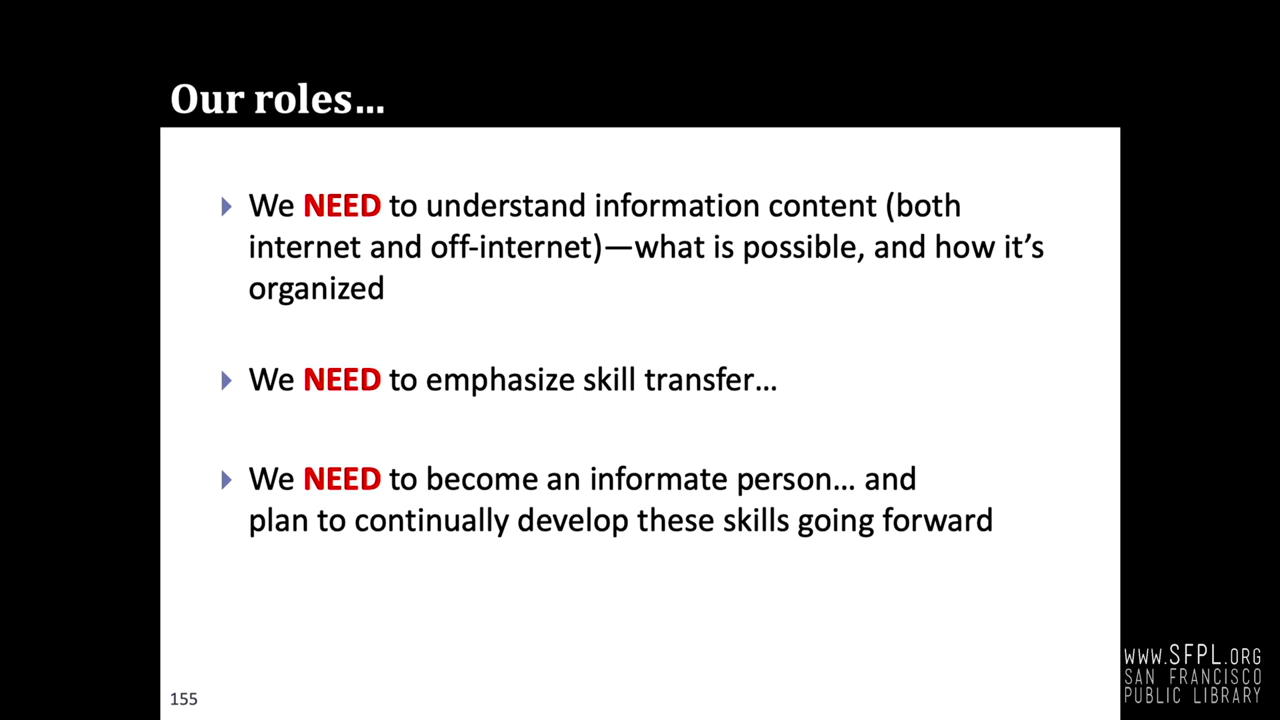 Our roles…
We NEED to understand information content (both
internet and off-internet)—what is possible, and how it’s
organized
We NEED to emphasize skill transfer…
We NEED to become an informate person… and
plan to continually develop these skills going forward
155
WWW.SFPL.ORG
SAN FRANCISCO
PUBLIC LIBRARY